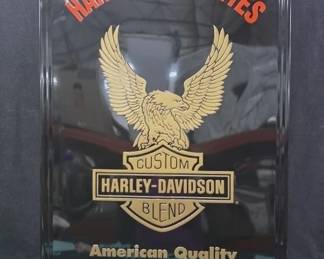 CUSTOM
HARLEY-DAVIDSON
BLEND
American Quality